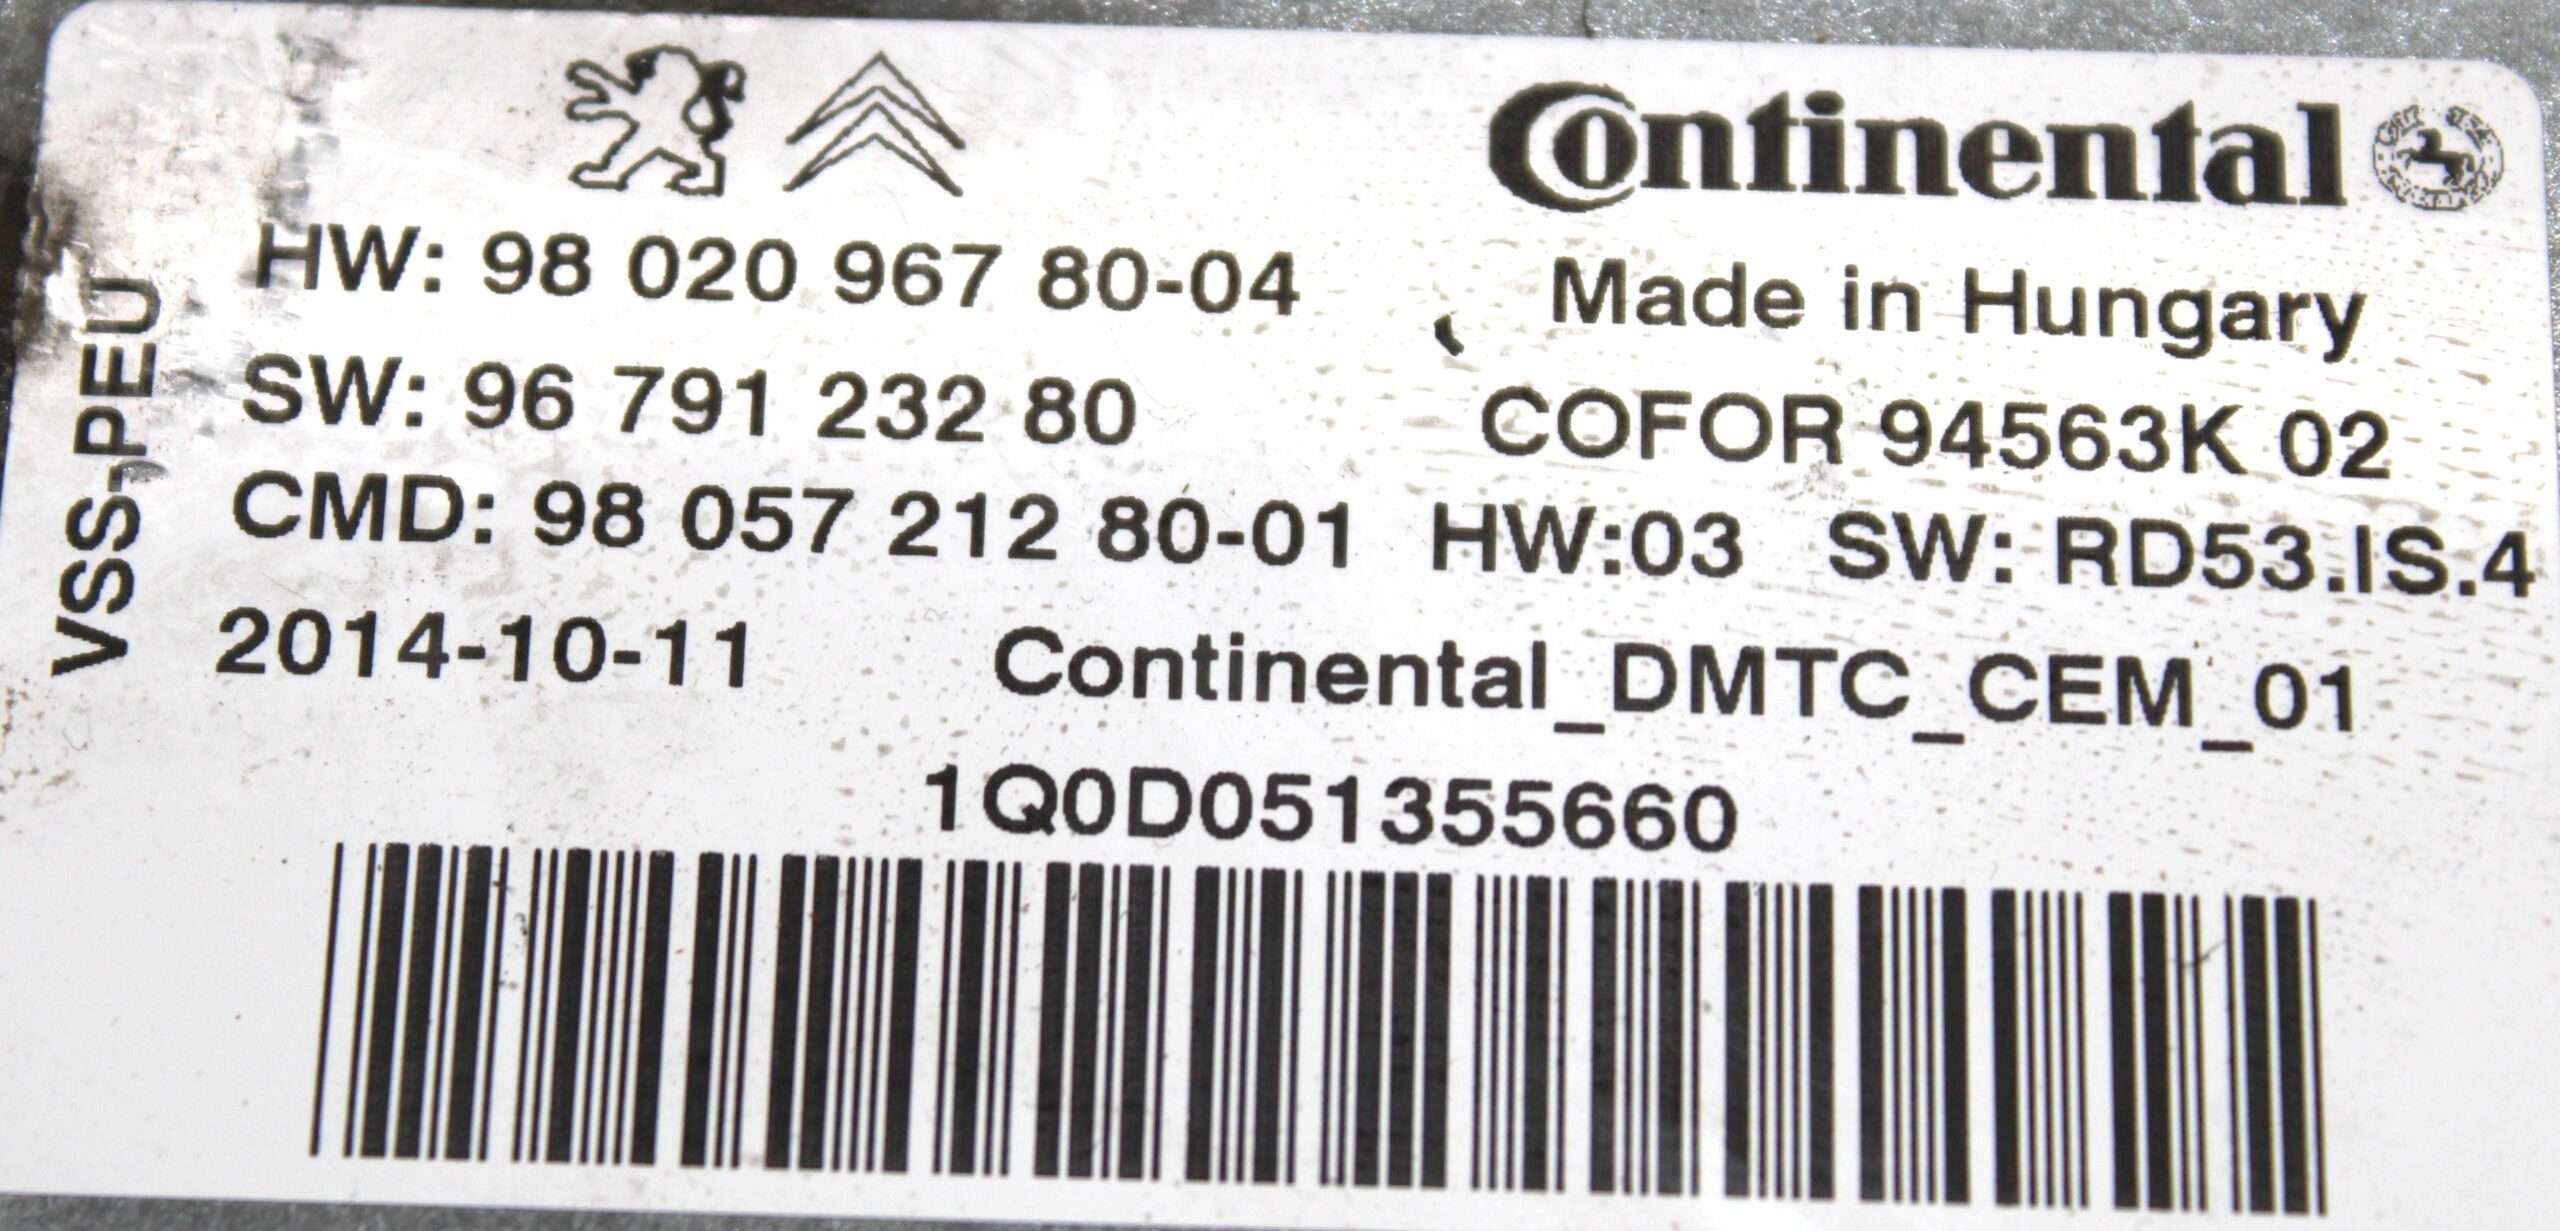 Continental
HW: 98 020 967 80-04
Made in Hungary
SW: 96 791 232 80
COFOR 94563K 02
CMD: 98 057 212 80-01 HW:03 SW: RD53.IS.4
2014-10-11 Continental_DMTC_CEM_01
1Q0D051355660
VSS-PEU